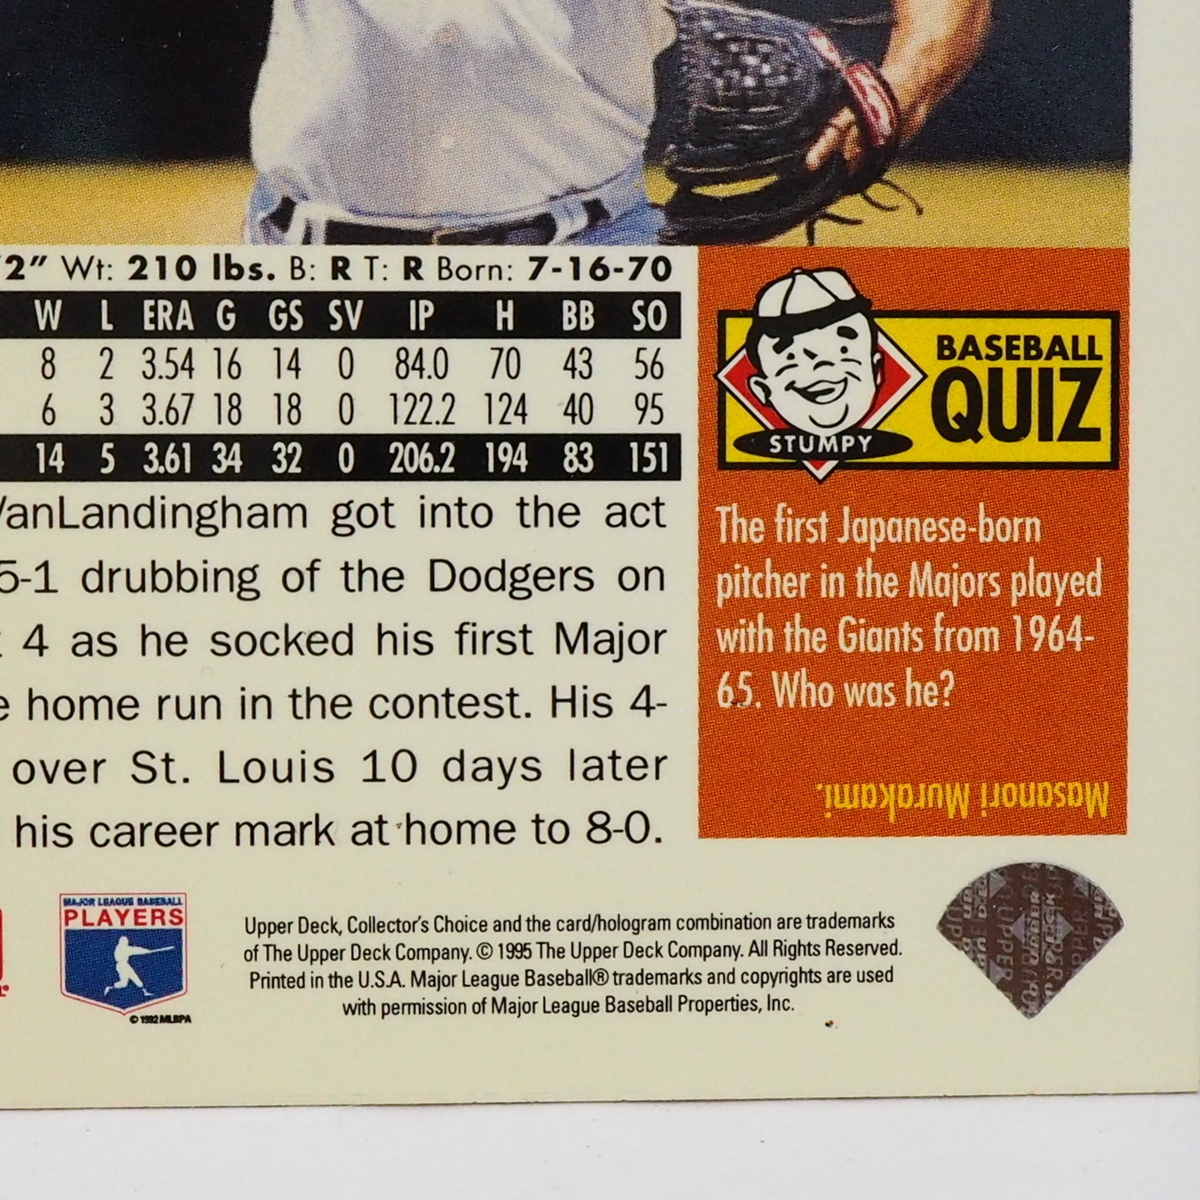 2" Wt: 210 lbs. B: R T: R Born: 7-16-70
W L ERA G GS SV IP H BB SO
8 2 3.54 16 14 0 84.0 70 43 56
6 3 3.67 18 18 0 122.2 124 40 95
14 5 3.61 34 32 0 206.2 194 83 151
VanLandingham got into the act
5-1 drubbing of the Dodgers on
4 as he socked his first Major
e home run in the contest. His 4-
over St. Louis 10 days later
his career mark at home to 8-0.
BASEBALL
QUIZ
STUMPY
The first Japanese-born
pitcher in the Majors played
with the Giants from 1964-
65. Who was he?
Masanori Murakami.
MAJOR LEAGUE BASEBALL
PLAYERS
© 1992 MLBPA
Upper Deck, Collector's Choice and the card/hologram combination are trademarks
of The Upper Deck Company. © 1995 The Upper Deck Company. All Rights Reserved.
Printed in the U.S.A. Major League Baseball® trademarks and copyrights are used
with permission of Major League Baseball Properties, Inc.
UPPER
DECK